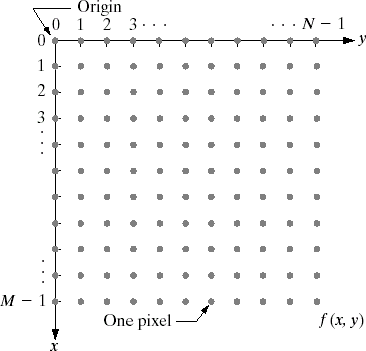 Origin
0 1 2 3 · · · · · · N − 1
0 y
1
2
3
·
·
·
·
·
·
M − 1
One pixel
f (x, y)
x